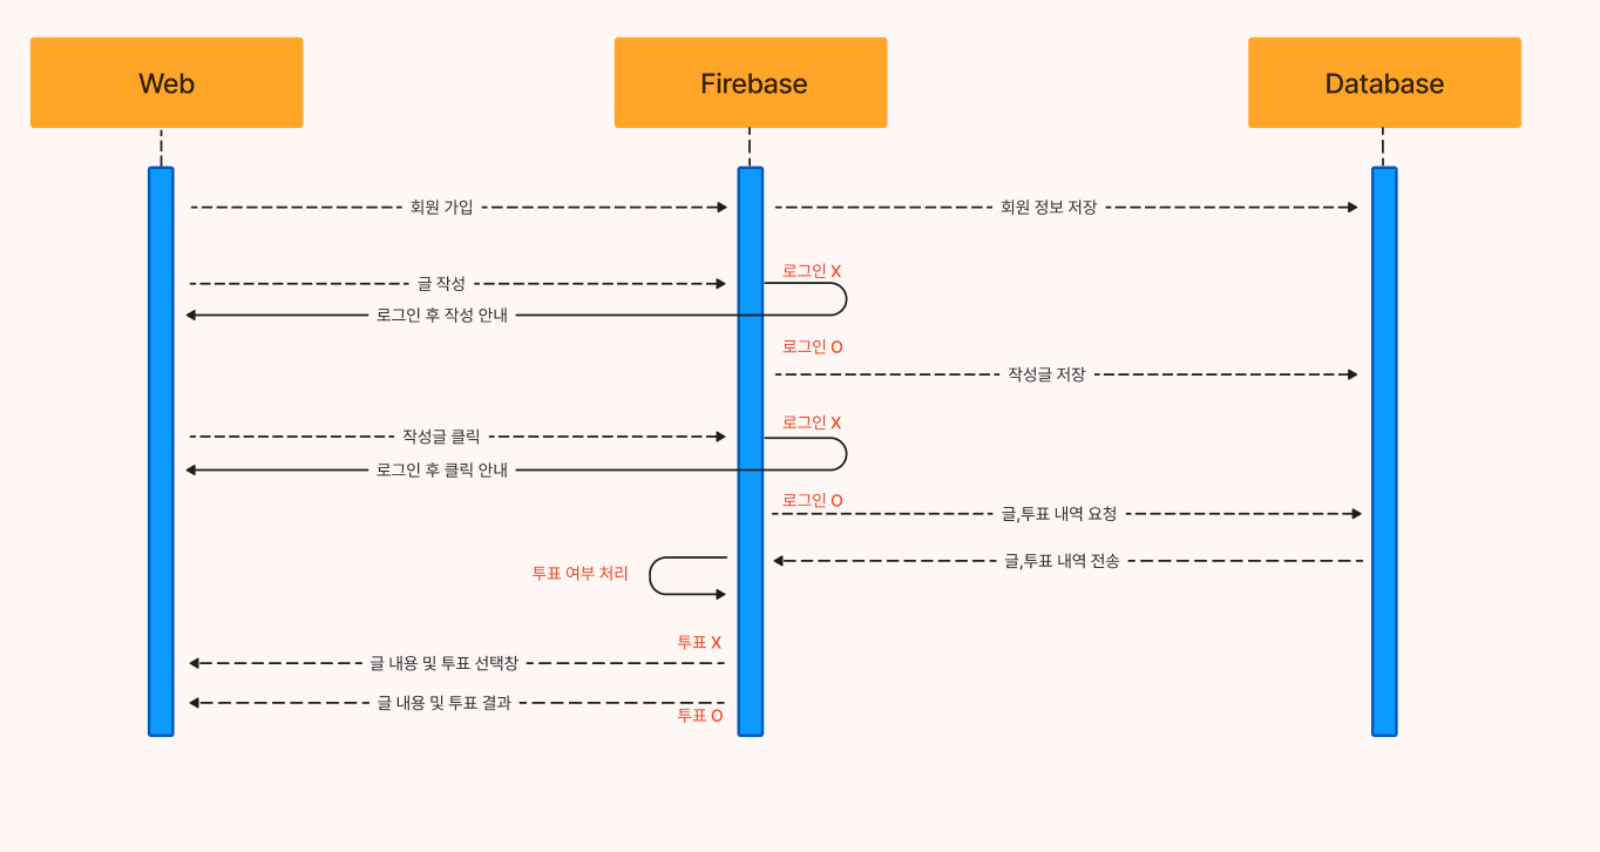 Web
Firebase
Database
회원 가입
회원 정보 저장
로그인 X
글 작성
로그인 후 작성 안내
로그인 O
작성글 저장
로그인 X
작성글 클릭
로그인 후 클릭 안내
로그인 O
글,투표 내역 요청
글,투표 내역 전송
투표 여부 처리
투표 X
글 내용 및 투표 선택창
글 내용 및 투표 결과
투표 O